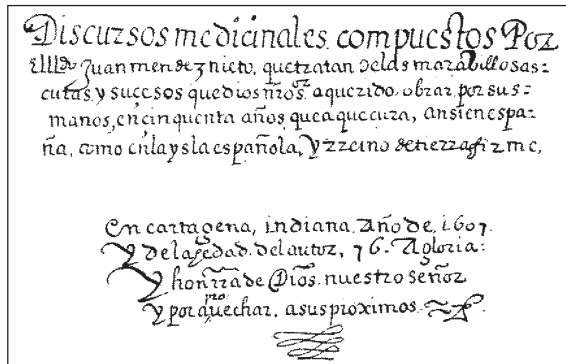 Discursos medicinales. compuestos Por
El lldo Juan mendez nieto, que tratan de las marabillosas=
curas y sucesos que dios nro sor a querido. obrar por sus=
manos, en cinquenta años que a que cura, ansi en espa-
ña, como en la ysla española, Y rreino de tierra firme,
En cartagena, indiana. Año de. 1607.
Y de la hedad del autor, 76. A gloria:
Y honrra de Dios. nuestro señor
Y por aprouechar. a sus proximos.